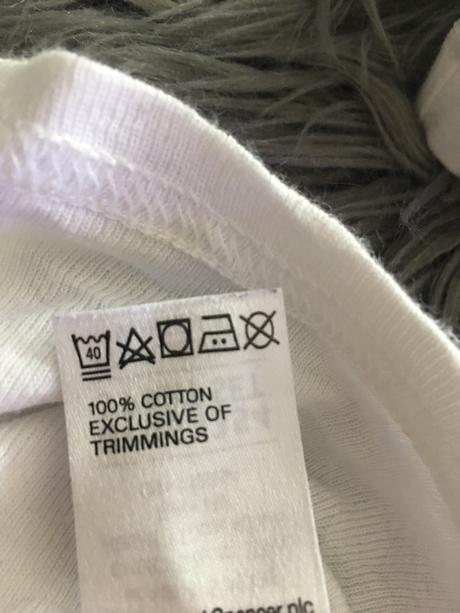 40
100% COTTON
EXCLUSIVE OF
TRIMMINGS
Spencer plc